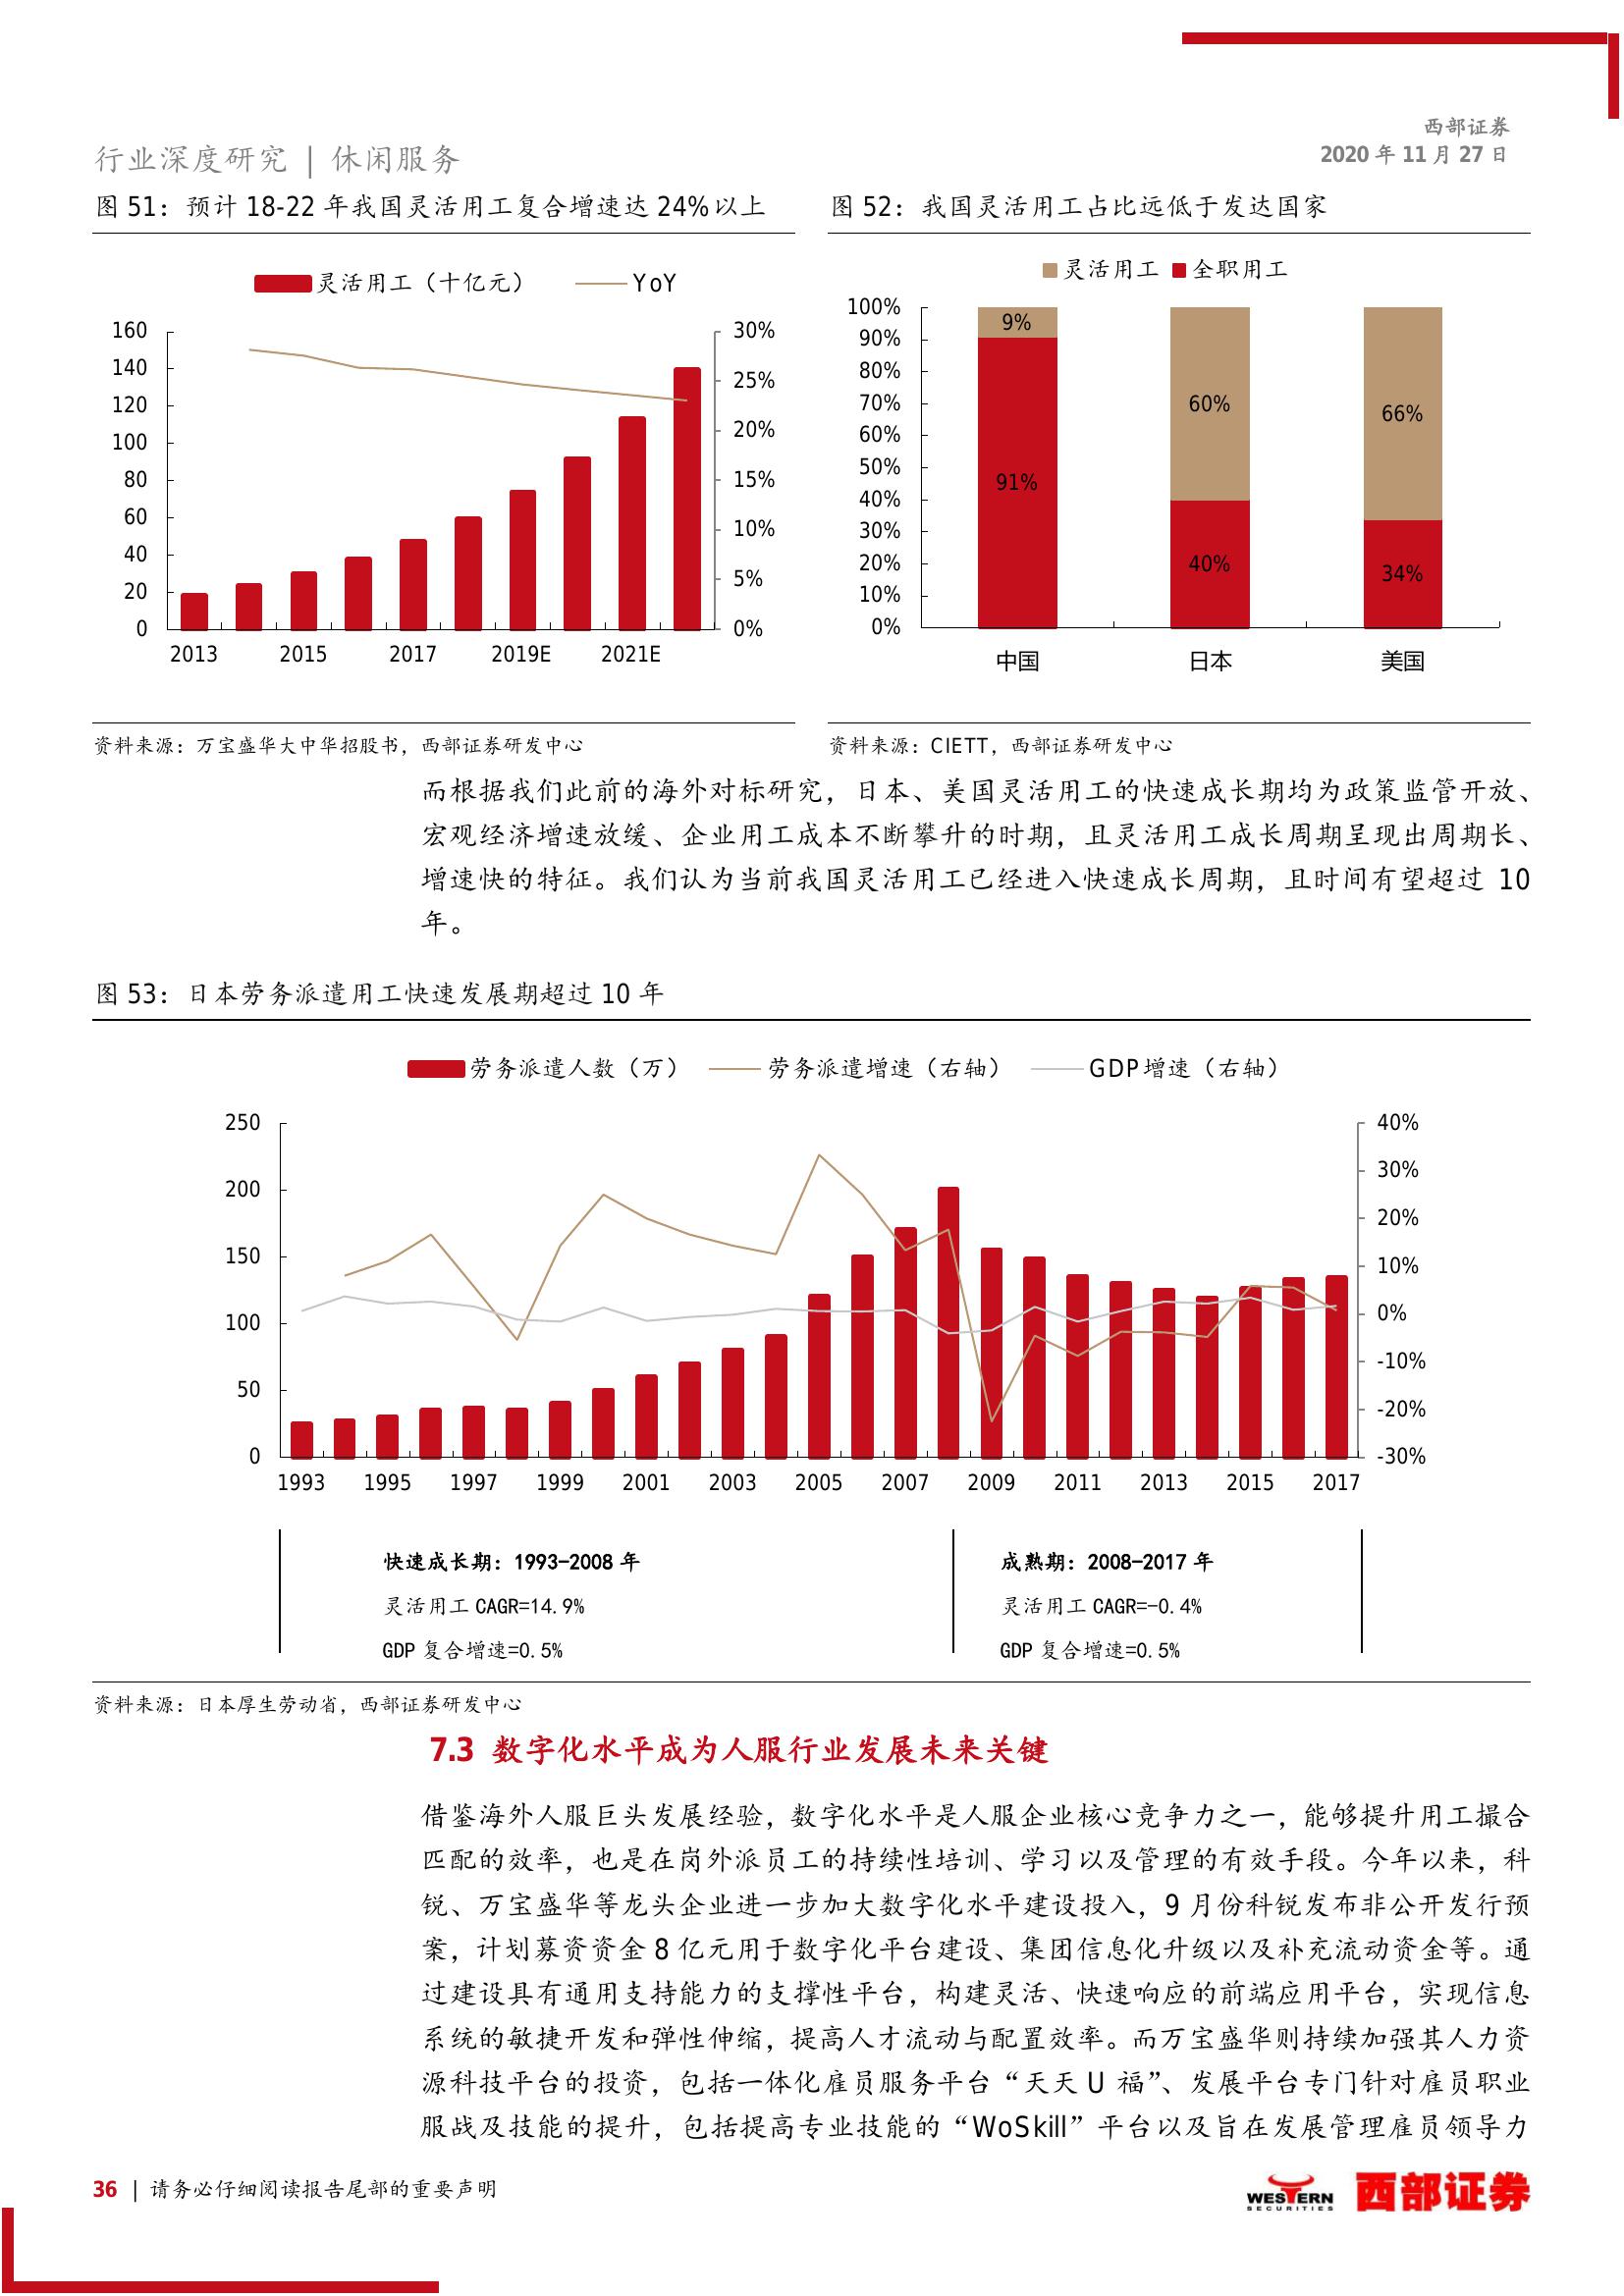 西部证券
2020 年 11 月 27 日
行业深度研究 | 休闲服务
图 51：预计 18-22 年我国灵活用工复合增速达 24%以上
灵活用工（十亿元） YoY
160
140
120
100
80
60
40
20
0
30%
25%
20%
15%
10%
5%
0%
2013 2015 2017 2019E 2021E
资料来源：万宝盛华大中华招股书，西部证券研发中心
图 52：我国灵活用工占比远低于发达国家
灵活用工 全职用工
100%
90%
80%
70%
60%
50%
40%
30%
20%
10%
0%
9%
91%
60%
40%
66%
34%
中国 日本 美国
资料来源：CIETT，西部证券研发中心
而根据我们此前的海外对标研究，日本、美国灵活用工的快速成长期均为政策监管开放、
宏观经济增速放缓、企业用工成本不断攀升的时期，且灵活用工成长周期呈现出周期长、
增速快的特征。我们认为当前我国灵活用工已经进入快速成长周期，且时间有望超过 10
年。
图 53：日本劳务派遣用工快速发展期超过 10 年
劳务派遣人数（万） 劳务派遣增速（右轴） GDP增速（右轴）
250
200
150
100
50
0
40%
30%
20%
10%
0%
-10%
-20%
-30%
1993 1995 1997 1999 2001 2003 2005 2007 2009 2011 2013 2015 2017
快速成长期：1993-2008 年
灵活用工 CAGR=14.9%
GDP 复合增速=0.5%
成熟期：2008-2017 年
灵活用工 CAGR=-0.4%
GDP 复合增速=0.5%
资料来源：日本厚生劳动省，西部证券研发中心
7.3 数字化水平成为人服行业发展未来关键
借鉴海外人服巨头发展经验，数字化水平是人服企业核心竞争力之一，能够提升用工撮合
匹配的效率，也是在岗外派员工的持续性培训、学习以及管理的有效手段。今年以来，科
锐、万宝盛华等龙头企业进一步加大数字化水平建设投入，9 月份科锐发布非公开发行预
案，计划募资资金 8 亿元用于数字化平台建设、集团信息化升级以及补充流动资金等。通
过建设具有通用支持能力的支撑性平台，构建灵活、快速响应的前端应用平台，实现信息
系统的敏捷开发和弹性伸缩，提高人才流动与配置效率。而万宝盛华则持续加强其人力资
源科技平台的投资，包括一体化雇员服务平台“天天 U 福”、发展平台专门针对雇员职业
服战及技能的提升，包括提高专业技能的“WoSkill”平台以及旨在发展管理雇员领导力
36 | 请务必仔细阅读报告尾部的重要声明
WESTERN
SECURITIES
西部证券